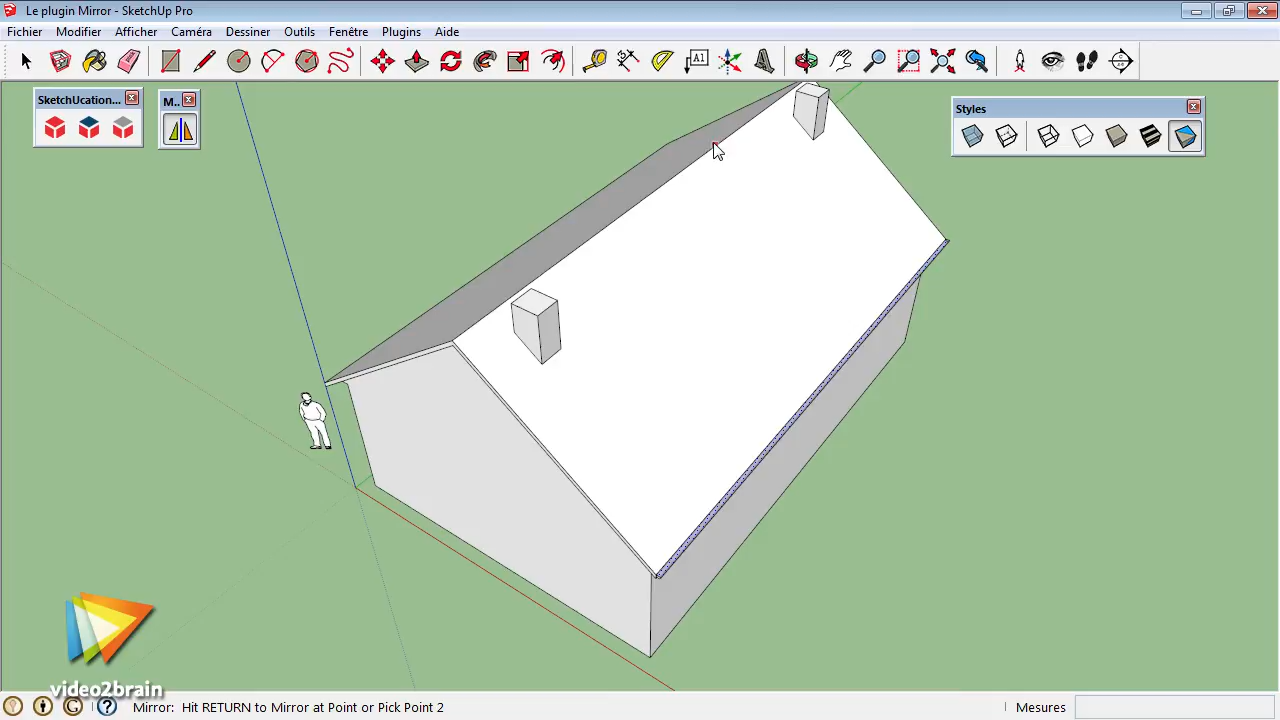 Le plugin Mirror - SketchUp Pro
Fichier Modifier Afficher Caméra Dessiner Outils Fenêtre Plugins Aide
A1
SketchUcation...
M..
Styles
video2brain
Mirror: Hit RETURN to Mirror at Point or Pick Point 2
Mesures